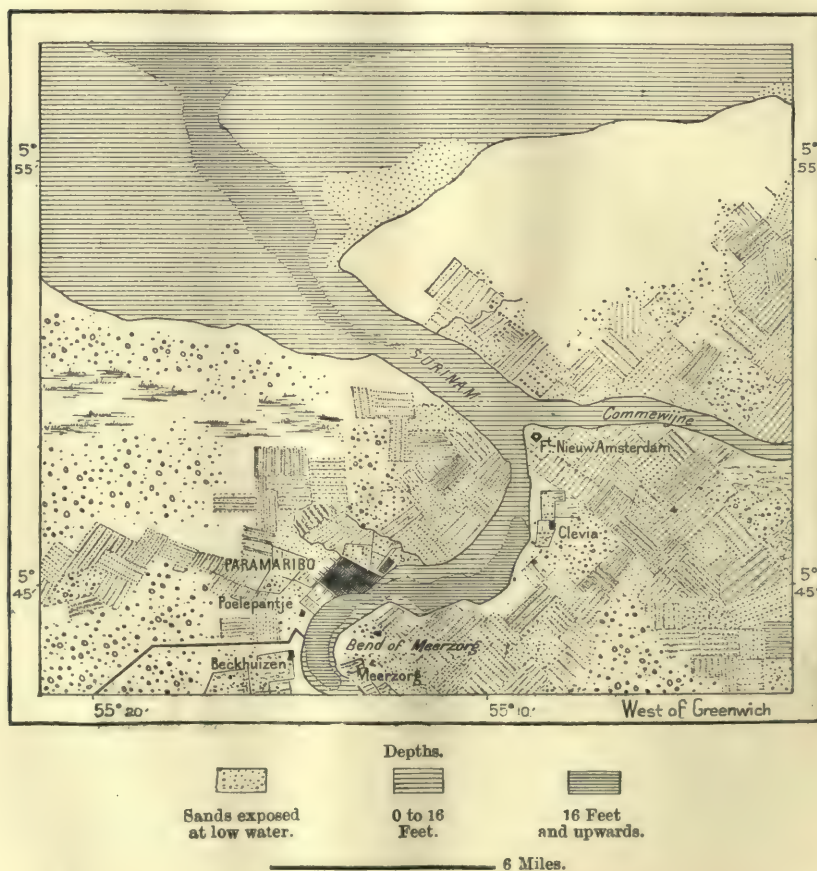 5°
55′
5°
55′
SURINAM
Commewijne
Fᵗ. Nieuw Amsterdam
Clevia
PARAMARIBO
5°
45′
5°
45′
Poelepantje
Bend of Meerzorg
Beckhuizen
Meerzorg
55° 20′
55° 10′
West of Greenwich
Depths.
Sands exposed
at low water.
0 to 16
Feet.
16 Feet
and upwards.
6 Miles.